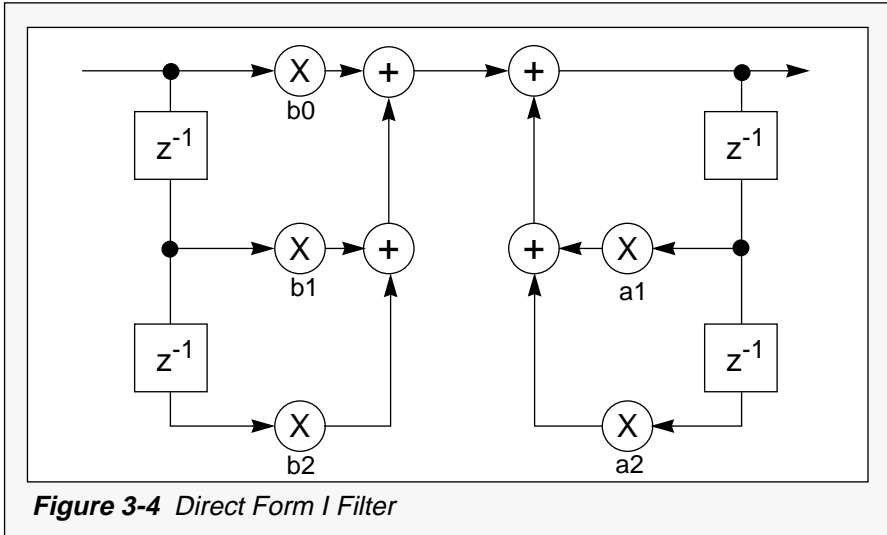 X + +
b0
z⁻¹ z⁻¹
X + + X
b1 a1
z⁻¹ z⁻¹
X X
b2 a2
Figure 3-4 Direct Form I Filter